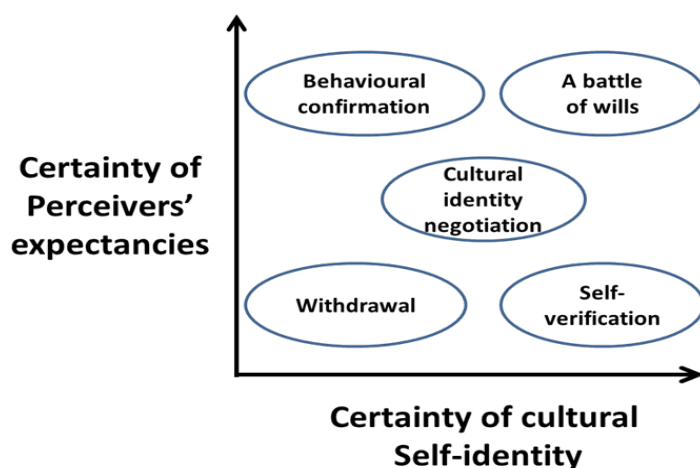 Behavioural
confirmation
A battle
of wills
Certainty of
Perceivers’
expectancies
Cultural
identity
negotiation
Withdrawal
Self-
verification
Certainty of cultural
Self-identity